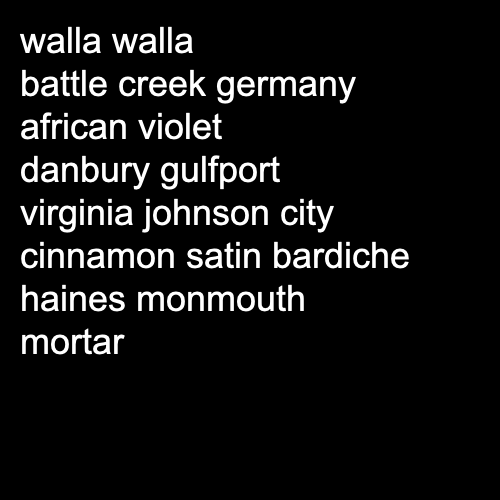 walla walla
battle creek germany
african violet
danbury gulfport
virginia johnson city
cinnamon satin bardiche
haines monmouth
mortar